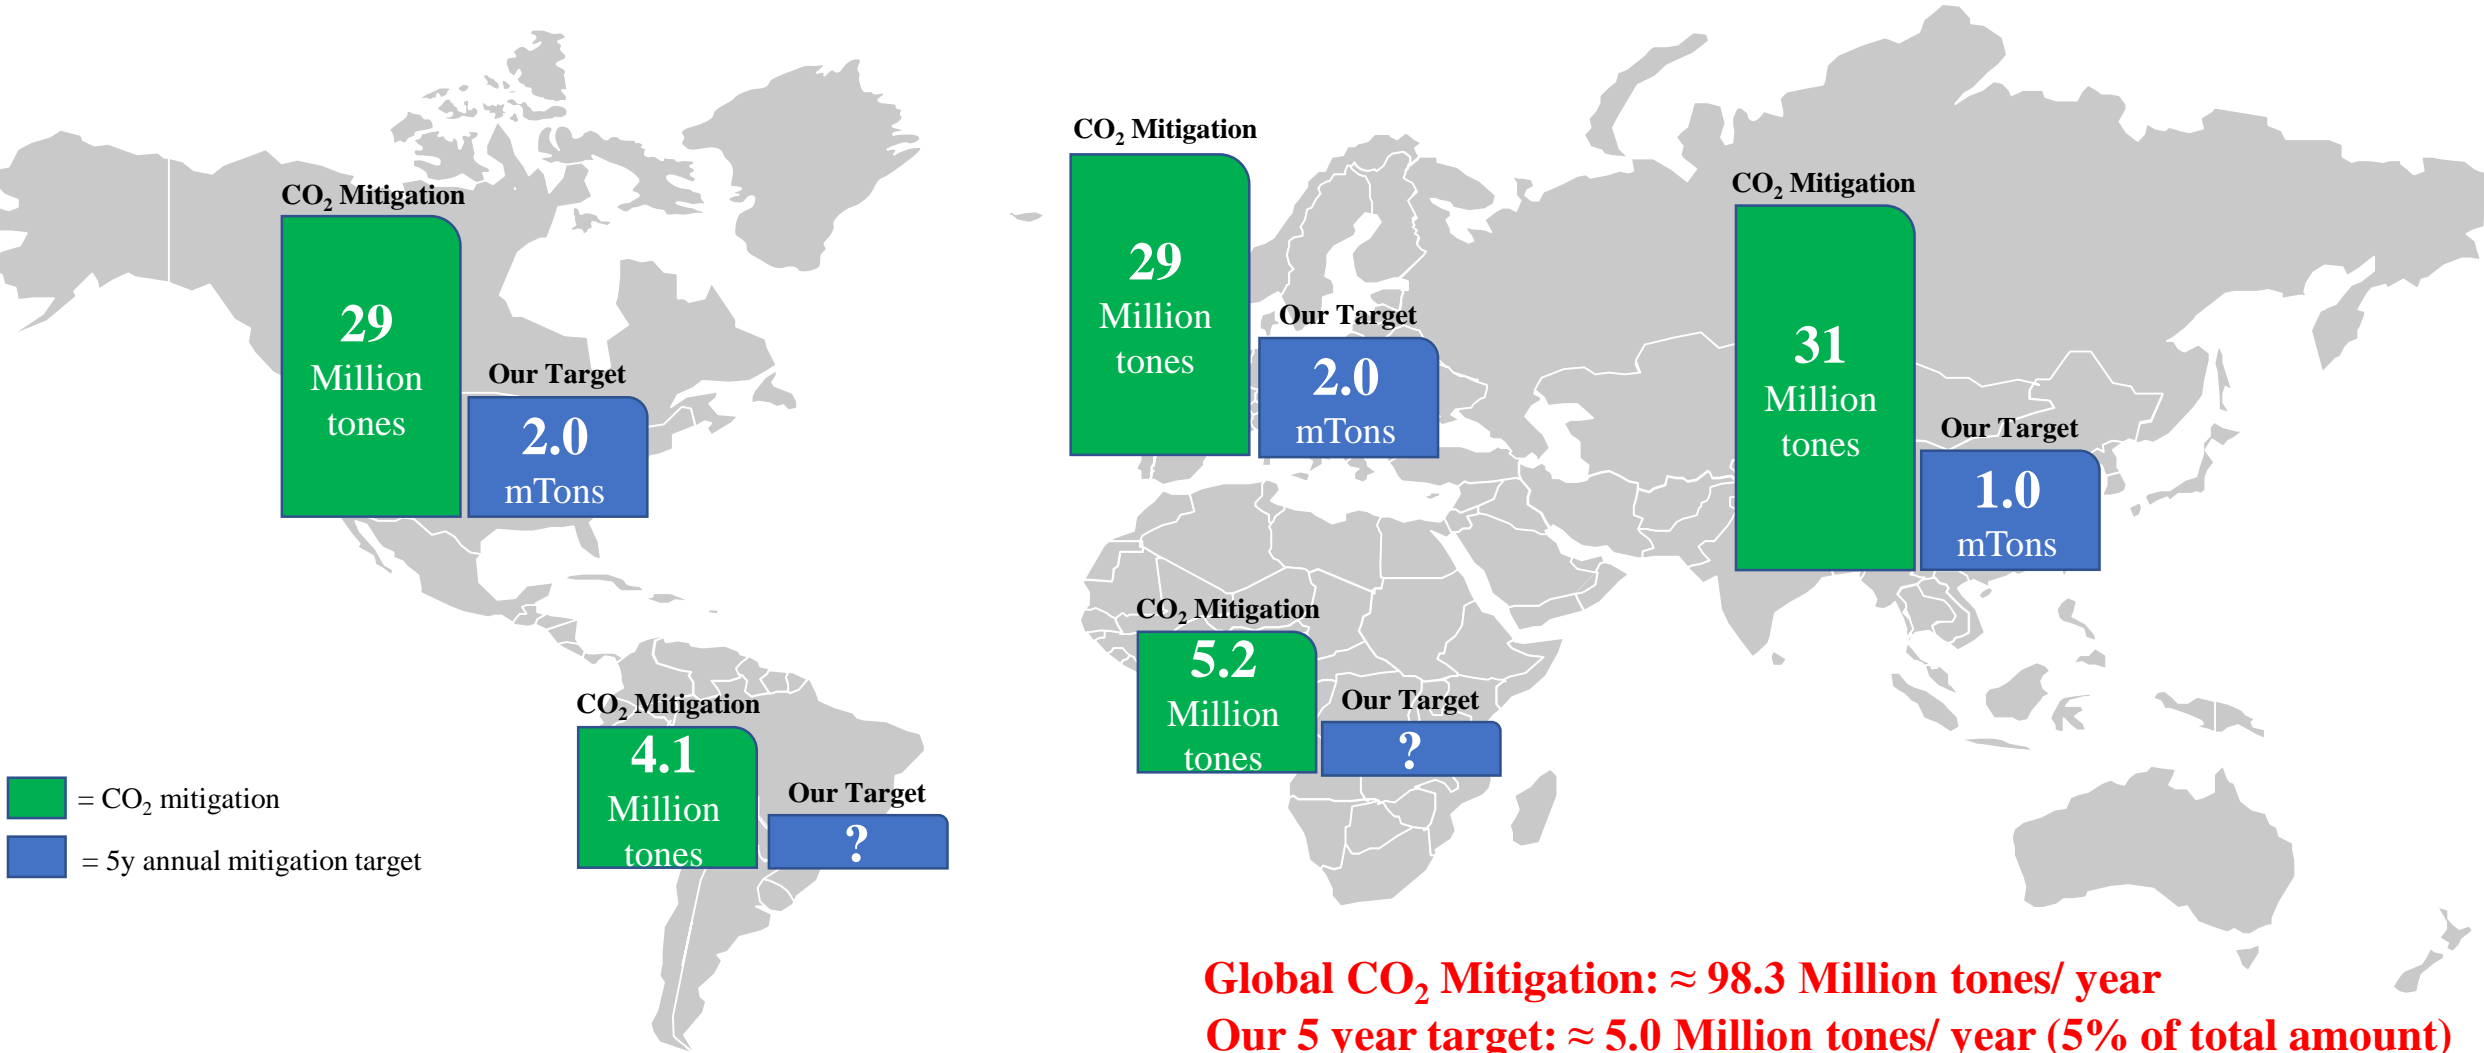 CO₂ Mitigation
29
Million
tones
Our Target
2.0
mTons
CO₂ Mitigation
29
Million
tones
Our Target
2.0
mTons
CO₂ Mitigation
31
Million
tones
Our Target
1.0
mTons
CO₂ Mitigation
5.2
Million
tones
Our Target
?
CO₂ Mitigation
4.1
Million
tones
Our Target
?
= CO₂ mitigation
= 5y annual mitigation target
Global CO₂ Mitigation: ≈ 98.3 Million tones/ year
Our 5 year target: ≈ 5.0 Million tones/ year (5% of total amount)